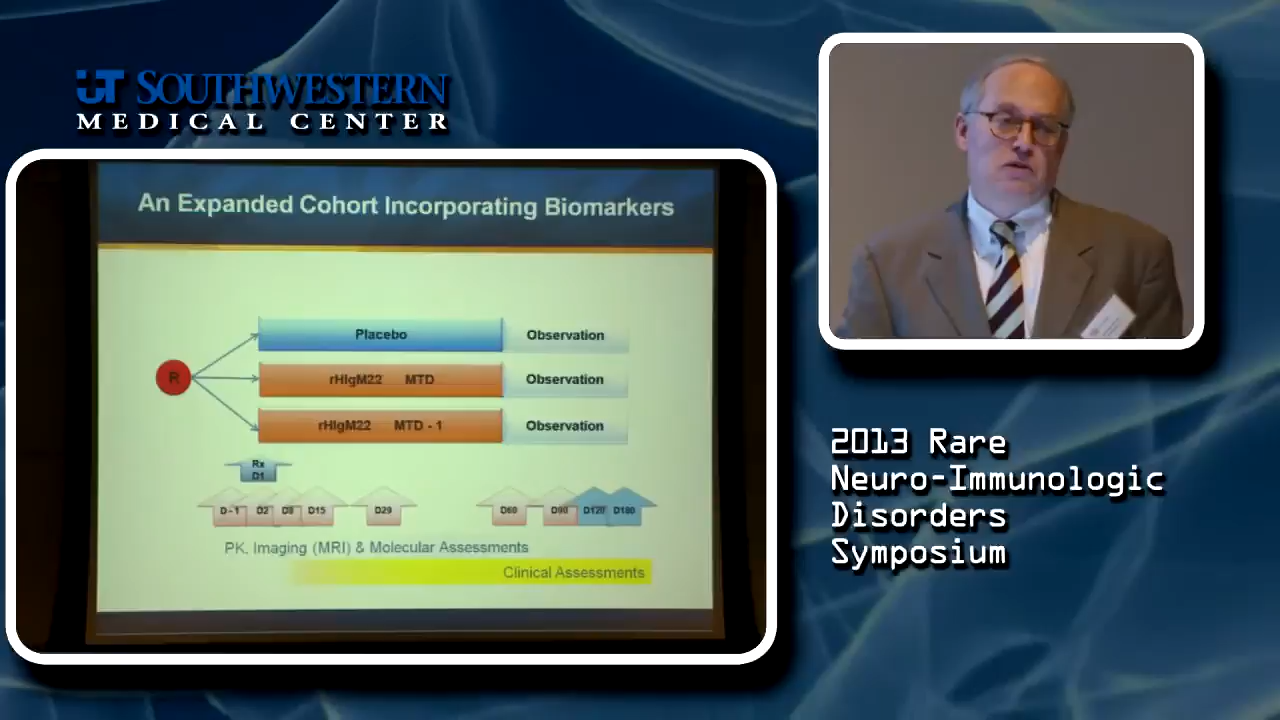 UT SOUTHWESTERN
MEDICAL CENTER
An Expanded Cohort Incorporating Biomarkers
Placebo
Observation
R
rHIgM22 MTD
Observation
rHIgM22 MTD - 1
Observation
Rx
D1
D - 1
D2
D8
D15
D29
D60
D90
D120
D180
PK, Imaging (MRI) & Molecular Assessments
Clinical Assessments
2013 Rare
Neuro-Immunologic
Disorders
Symposium